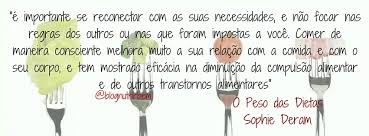 "é importante se reconectar com as suas necessidades, e não focar nas
regras dos outros ou nas que foram impostas a você. Comer de
maneira consciente melhora muito a sua relação com a comida e com o
seu corpo, e tem mostrado eficácia na diminuição da compulsão alimentar
e de outros transtornos alimentares"
O Peso das Dietas
Sophie Deram